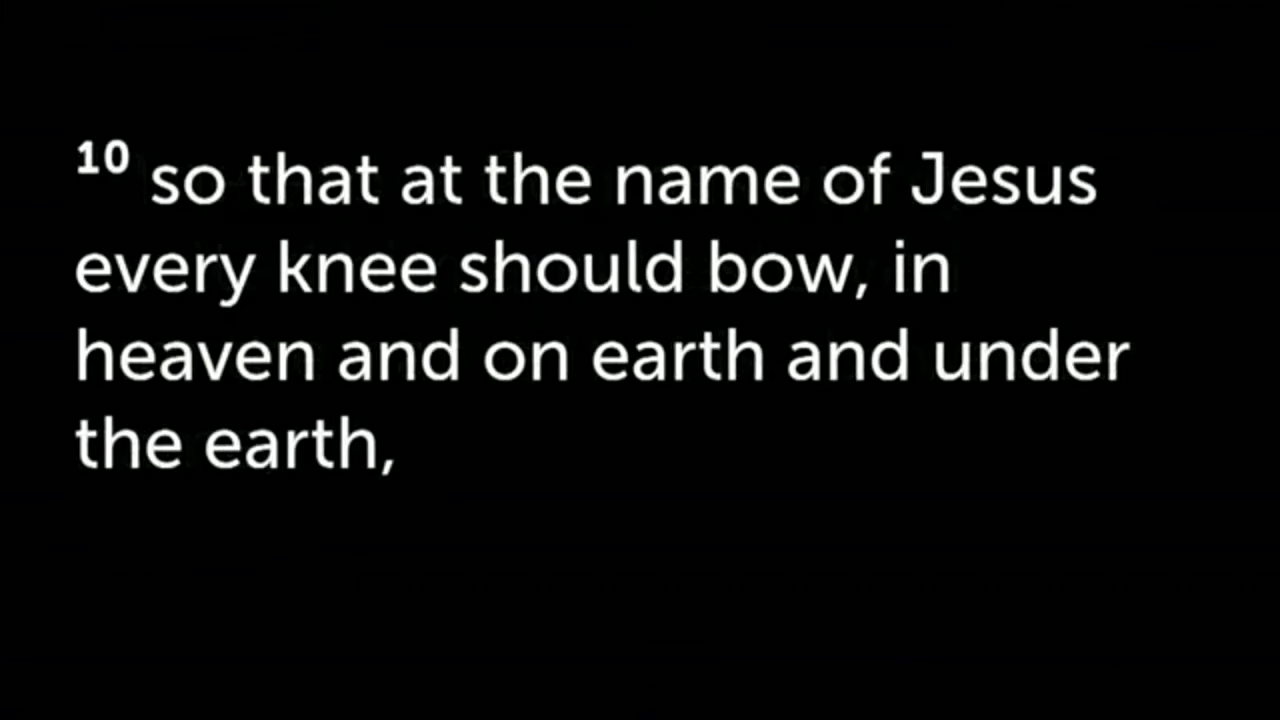 10 so that at the name of Jesus
every knee should bow, in
heaven and on earth and under
the earth,